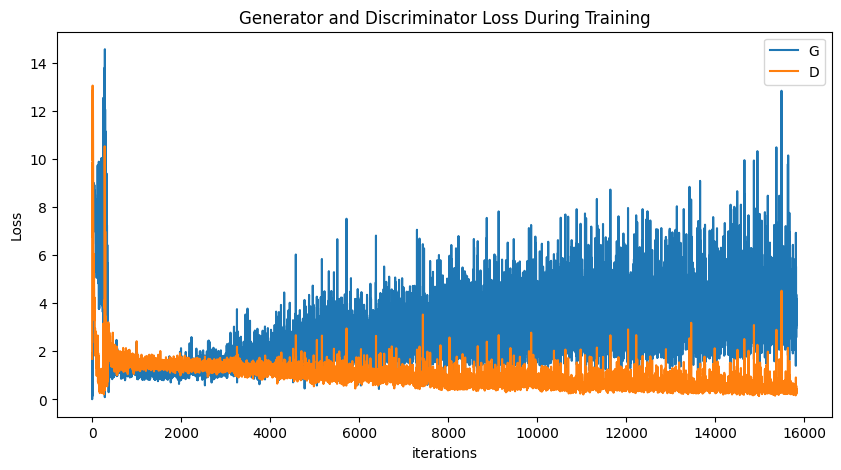 Generator and Discriminator Loss During Training
G
D
Loss
14
12
10
8
6
4
2
0
0 2000 4000 6000 8000 10000 12000 14000 16000
iterations